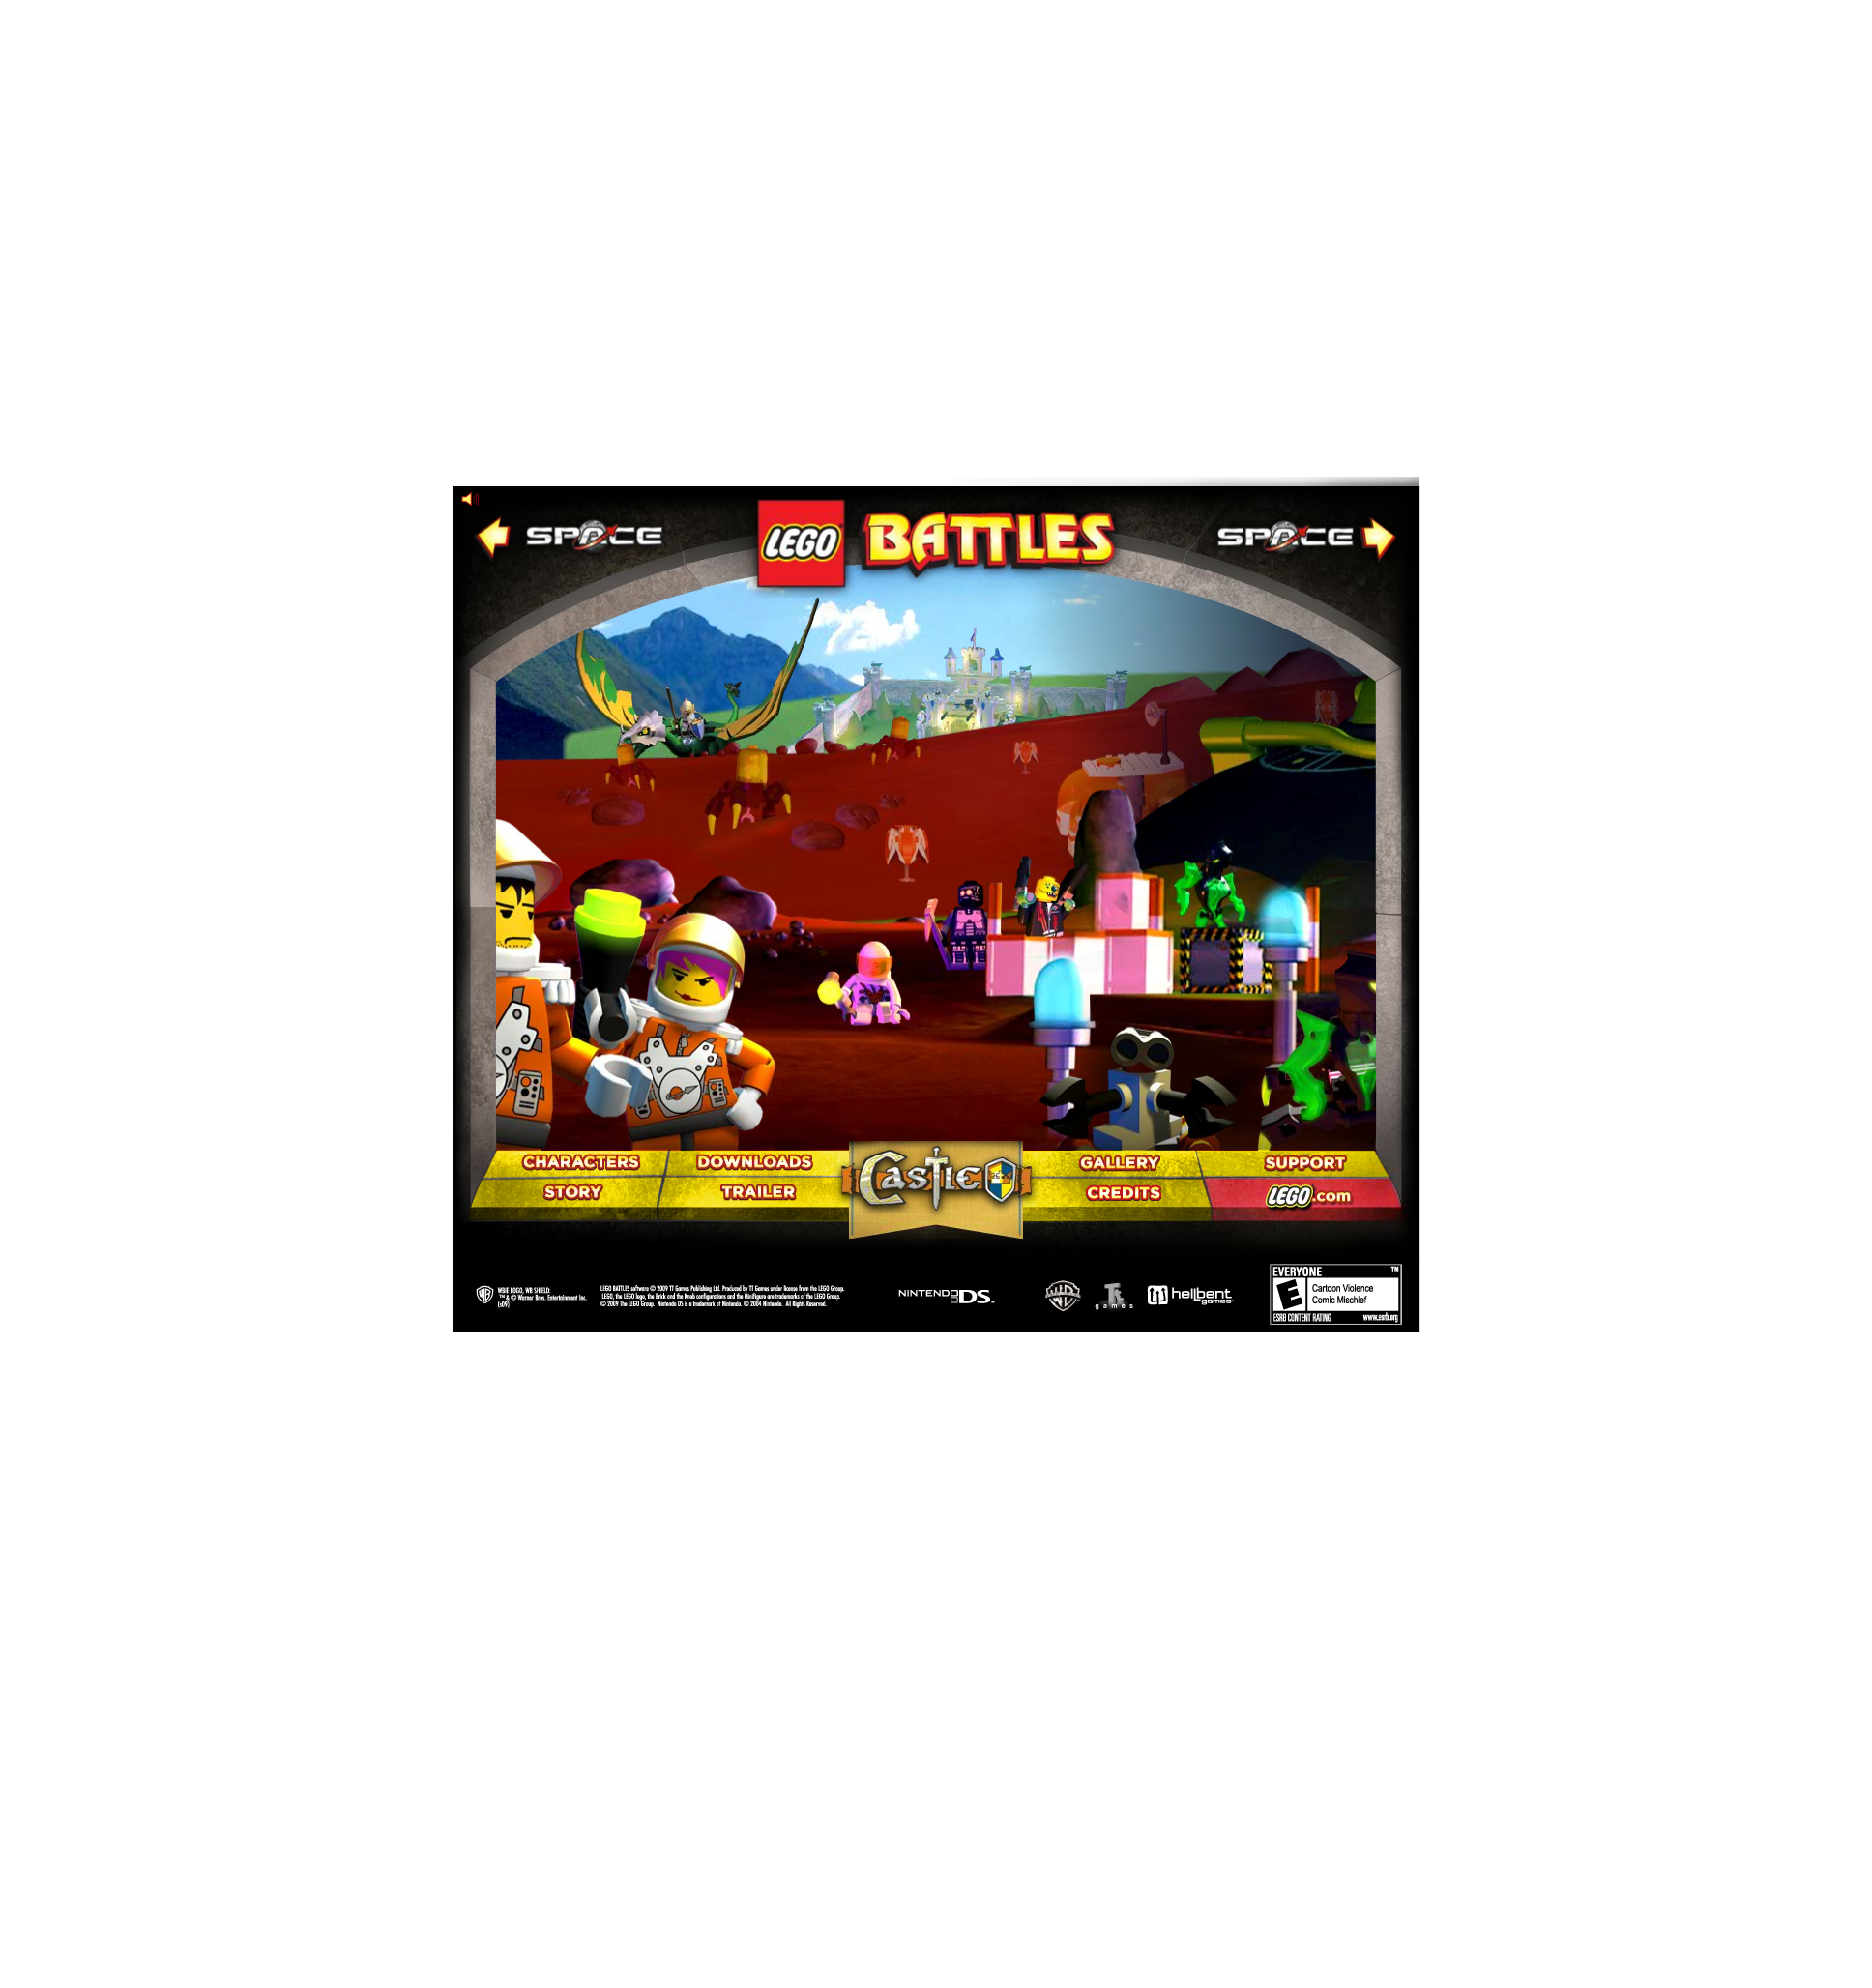 SPACE
LEGO
BATTLES
SPACE
CHARACTERS
DOWNLOADS
GALLERY
SUPPORT
STORY
TRAILER
Castle
CREDITS
LEGO.com
WBIE LOGO, WB SHIELD:
™ & © Warner Bros. Entertainment Inc.
(s09)
LEGO BATTLES software © 2009 TT Games Publishing Ltd. Produced by TT Games under license from the LEGO Group.
LEGO, the LEGO logo, the Brick and the Knob configurations and the Minifigure are trademarks of the LEGO Group.
© 2009 The LEGO Group. Nintendo DS is a trademark of Nintendo. © 2004 Nintendo. All Rights Reserved.
NINTENDO DS™
games
hellbent
games
EVERYONE ™
E
Cartoon Violence
Comic Mischief
ESRB CONTENT RATING www.esrb.org